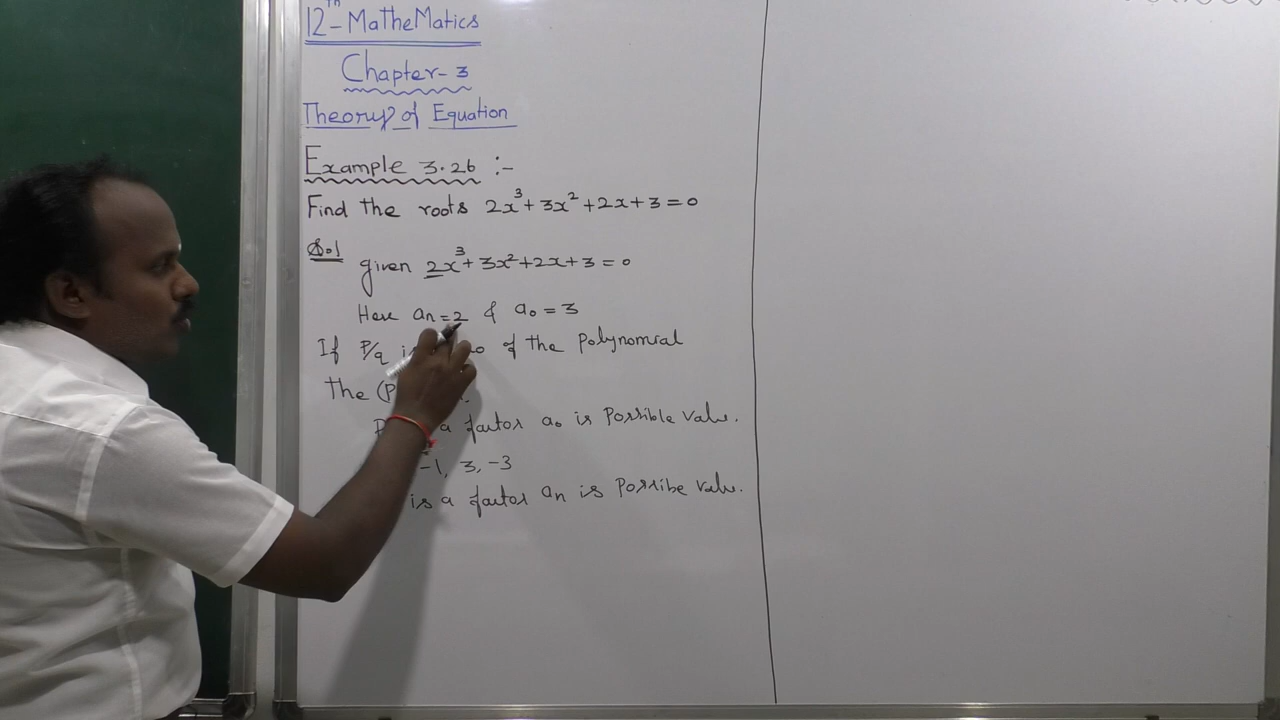 12th-MatheMatics
Chapter-3
Theory of Equation
Example 3.26 :-
Find the roots 2x³+3x²+2x+3=0
Sol
given 2x³+3x²+2x+3=0
Here an=2 & a0=3
If P/q of the Polynomial
the (P
a factor a0 is Possible value.
-1, 3, -3
is a factor an is Possibe value.